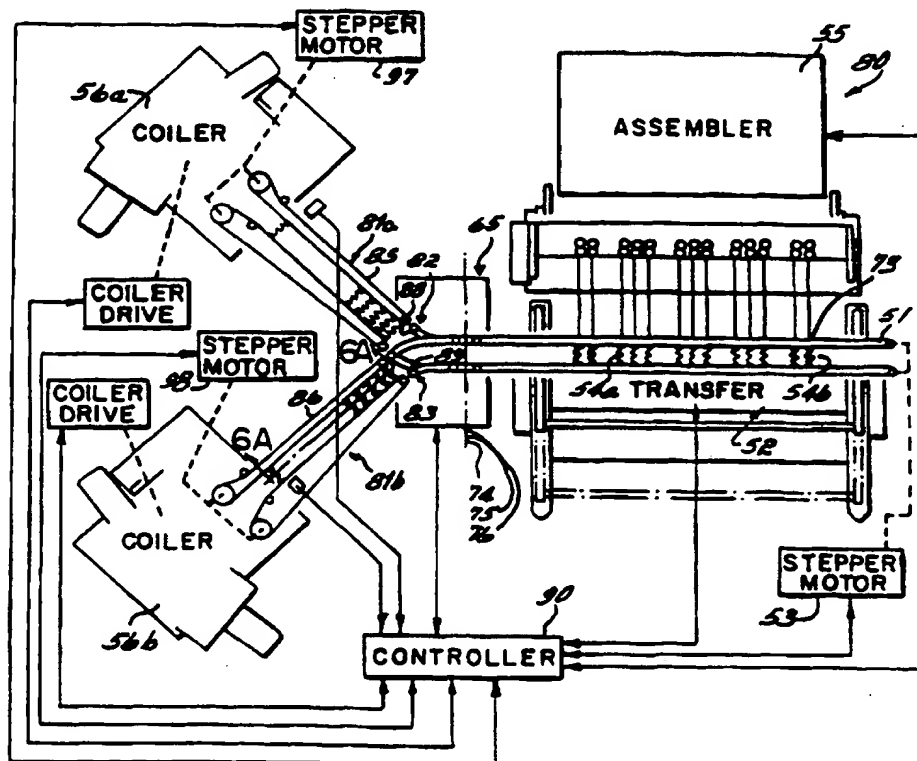 STEPPER
MOTOR
97
55
80
56a
COILER
ASSEMBLER
81a
85
82
65
88
73
51
COILER
DRIVE
6A
STEPPER
MOTOR
98
54a
54b
TRANSFER
COILER
DRIVE
86
83
52
6A
81b
74
75
76
COILER
56b
STEPPER
MOTOR
53
90
CONTROLLER